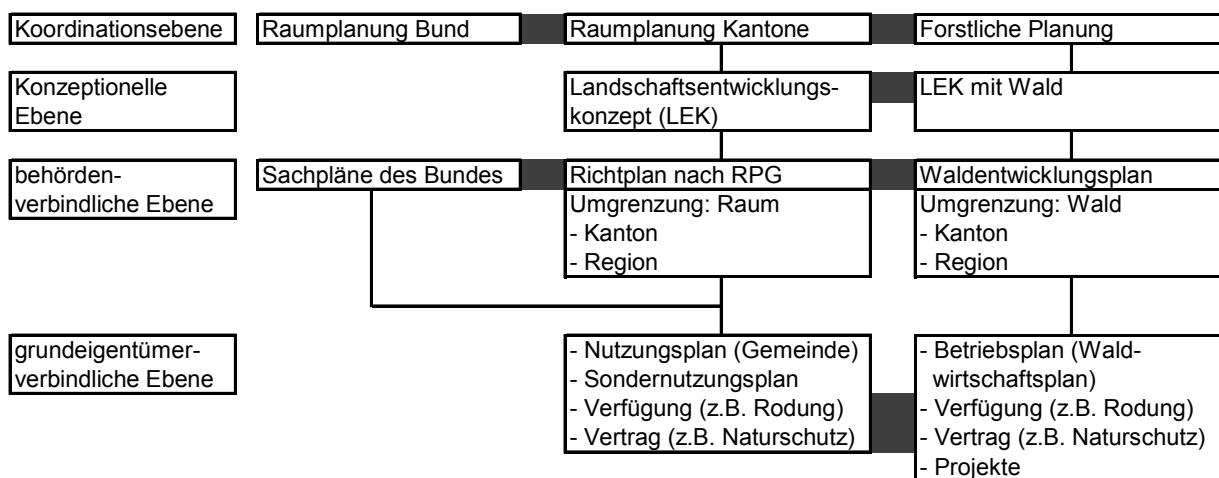 Koordinationsebene
Raumplanung Bund
Raumplanung Kantone
Forstliche Planung
Konzeptionelle
Ebene
Landschaftsentwicklungs-
konzept (LEK)
LEK mit Wald
behörden-
verbindliche Ebene
Sachpläne des Bundes
Richtplan nach RPG
Umgrenzung: Raum
- Kanton
- Region
Waldentwicklungsplan
Umgrenzung: Wald
- Kanton
- Region
grundeigentümer-
verbindliche Ebene
- Nutzungsplan (Gemeinde)
- Sondernutzungsplan
- Verfügung (z.B. Rodung)
- Vertrag (z.B. Naturschutz)
- Betriebsplan (Wald-
wirtschaftsplan)
- Verfügung (z.B. Rodung)
- Vertrag (z.B. Naturschutz)
- Projekte